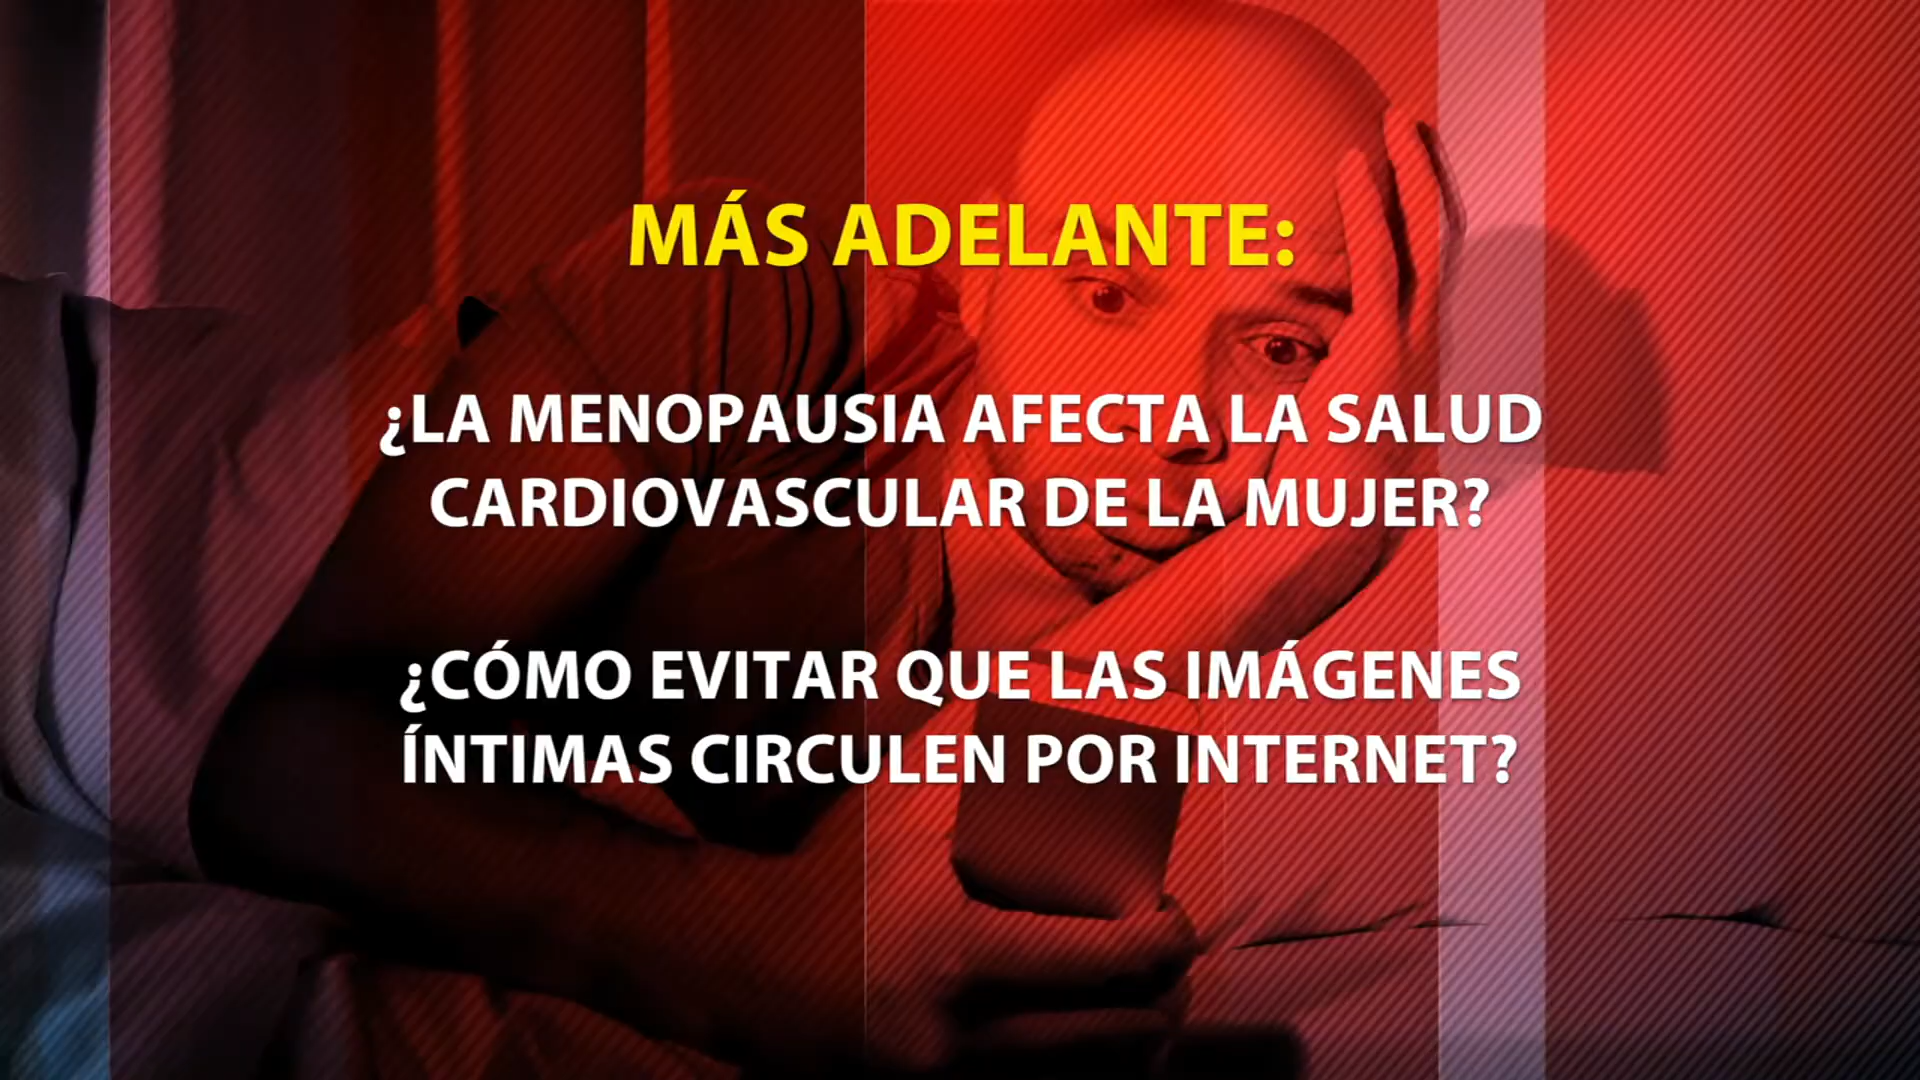 MÁS ADELANTE:
¿LA MENOPAUSIA AFECTA LA SALUD
CARDIOVASCULAR DE LA MUJER?
¿CÓMO EVITAR QUE LAS IMÁGENES
ÍNTIMAS CIRCULEN POR INTERNET?